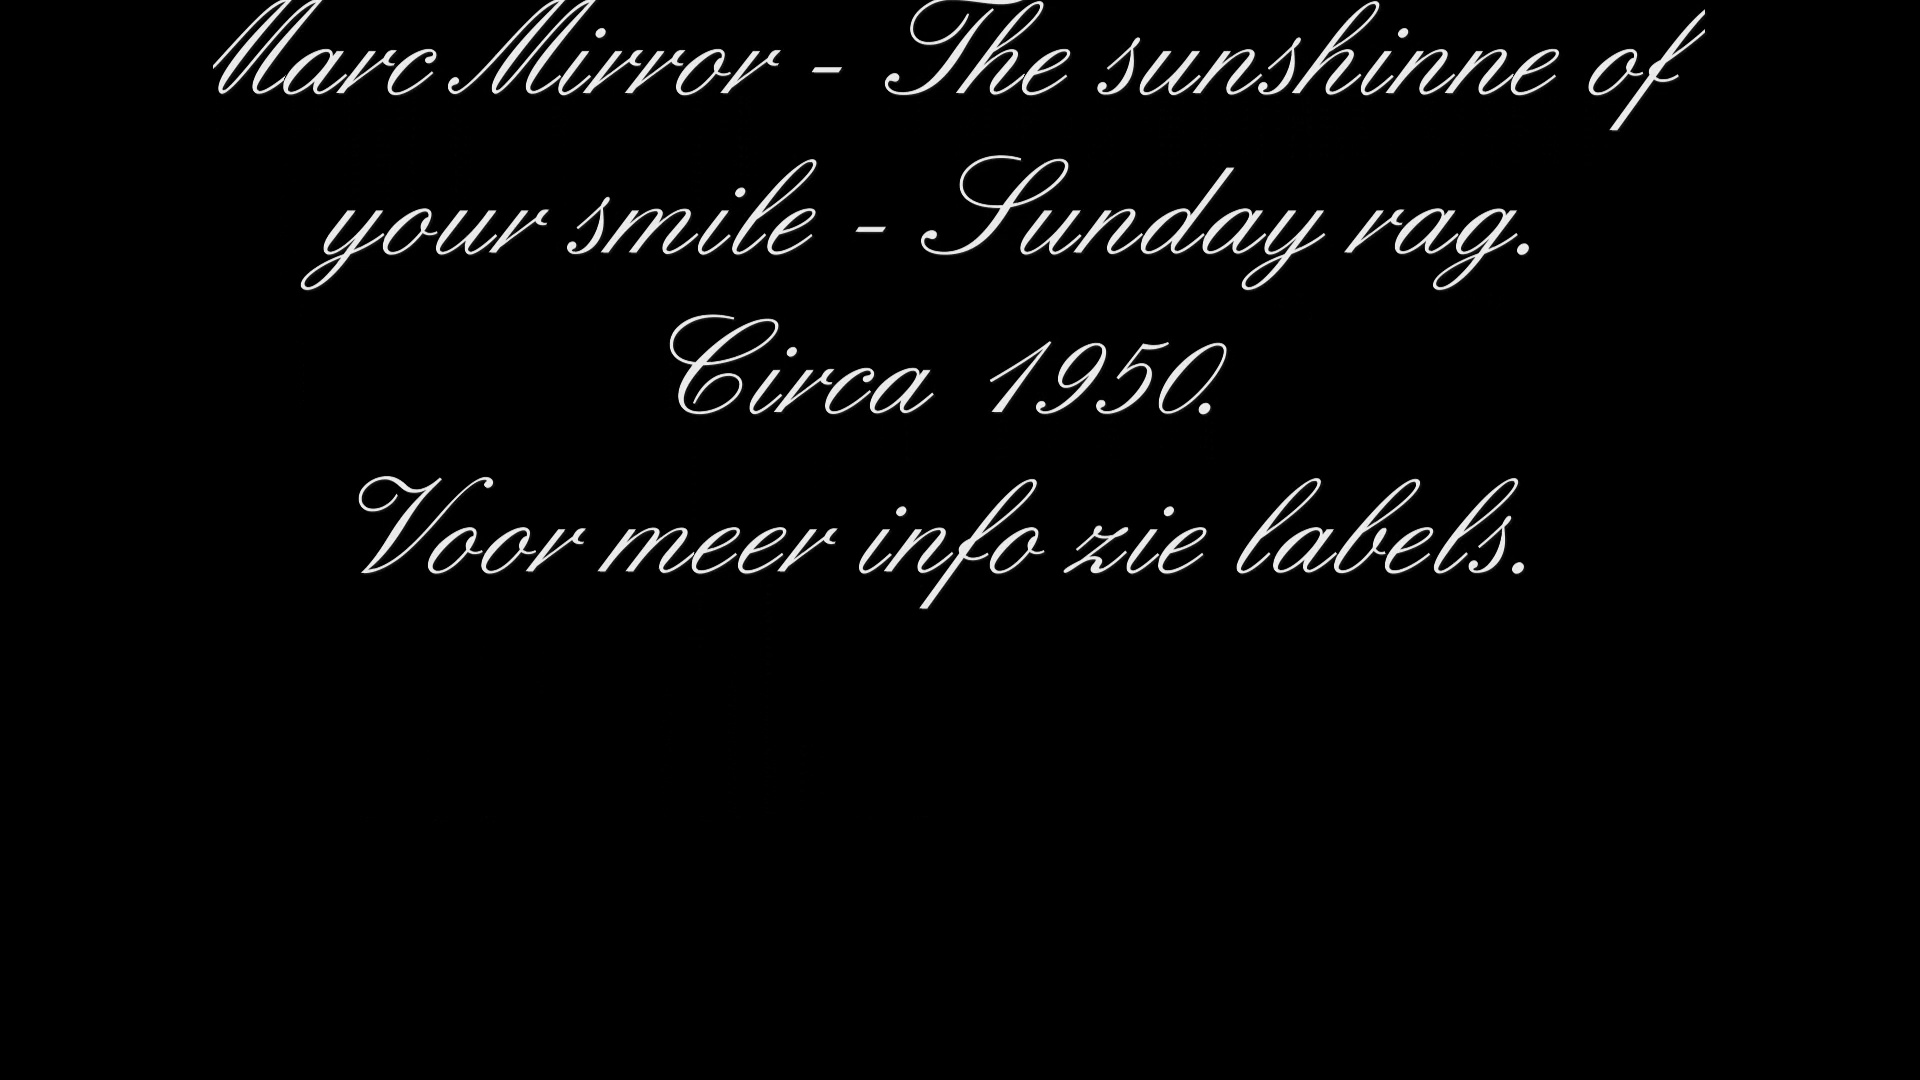 Marc Mirror - The sunshinne of
your smile - Sunday rag.
Circa 1950.
Voor meer info zie labels.